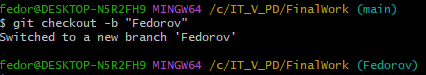 fedor@DESKTOP-N5R2FH9 MINGW64 /c/IT_V_PD/FinalWork (main)
$ git checkout -b "Fedorov"
Switched to a new branch 'Fedorov'
fedor@DESKTOP-N5R2FH9 MINGW64 /c/IT_V_PD/FinalWork (Fedorov)